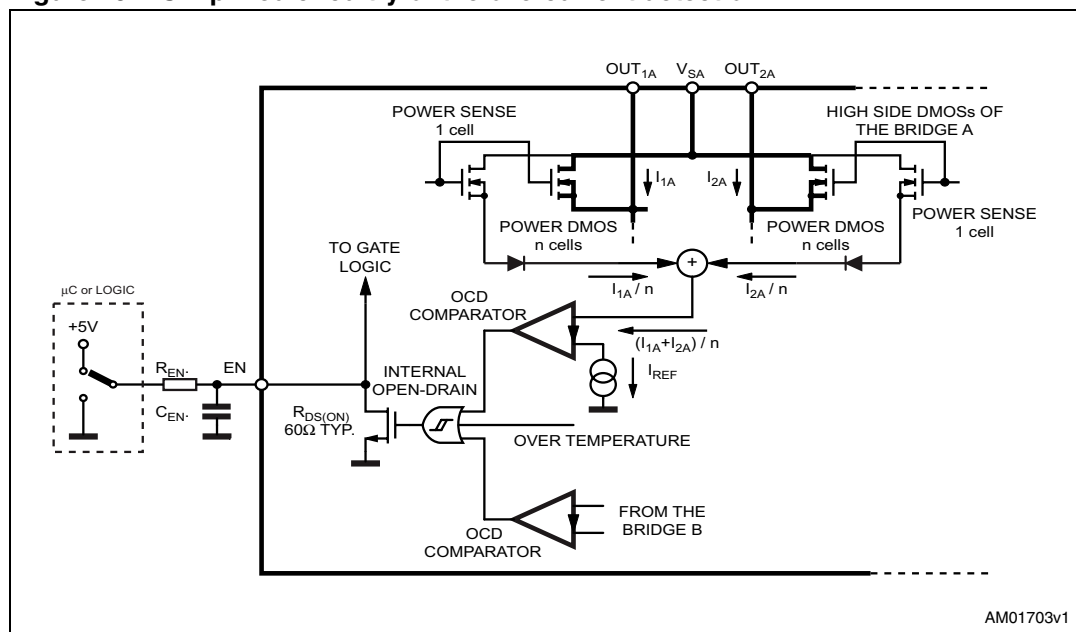 OUT1A VSA OUT2A
POWER SENSE
1 cell
HIGH SIDE DMOSs OF
THE BRIDGE A
I1A I2A
POWER DMOS
n cells
POWER DMOS
n cells
POWER SENSE
1 cell
TO GATE
LOGIC
+
I1A / n I2A / n
μC or LOGIC
+5V
OCD
COMPARATOR
(I1A+I2A) / n
IREF
REN. EN
CEN.
INTERNAL
OPEN-DRAIN
RDS(ON)
60Ω TYP.
OVER TEMPERATURE
OCD
COMPARATOR
FROM THE
BRIDGE B
AM01703v1